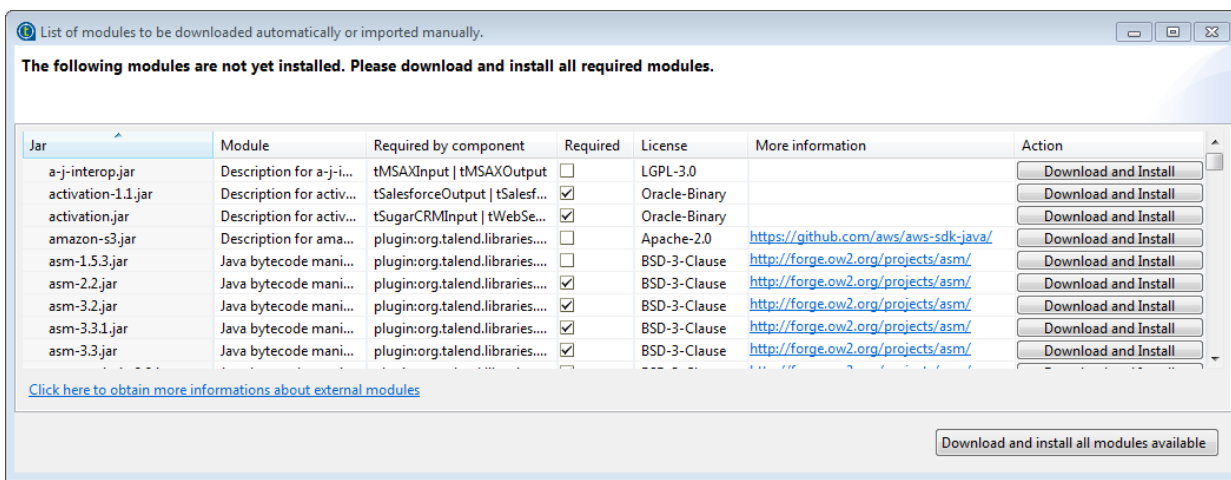 List of modules to be downloaded automatically or imported manually.
The following modules are not yet installed. Please download and install all required modules.
Jar Module Required by component Required License More information Action
a-j-interop.jar Description for a-j-i... tMSAXInput | tMSAXOutput LGPL-3.0 Download and Install
activation-1.1.jar Description for activ... tSalesforceOutput | tSalesf... Oracle-Binary Download and Install
activation.jar Description for activ... tSugarCRMInput | tWebSe... Oracle-Binary Download and Install
amazon-s3.jar Description for ama... plugin:org.talend.libraries.... Apache-2.0 https://github.com/aws/aws-sdk-java/ Download and Install
asm-1.5.3.jar Java bytecode mani... plugin:org.talend.libraries.... BSD-3-Clause http://forge.ow2.org/projects/asm/ Download and Install
asm-2.2.jar Java bytecode mani... plugin:org.talend.libraries.... BSD-3-Clause http://forge.ow2.org/projects/asm/ Download and Install
asm-3.2.jar Java bytecode mani... plugin:org.talend.libraries.... BSD-3-Clause http://forge.ow2.org/projects/asm/ Download and Install
asm-3.3.1.jar Java bytecode mani... plugin:org.talend.libraries.... BSD-3-Clause http://forge.ow2.org/projects/asm/ Download and Install
asm-3.3.jar Java bytecode mani... plugin:org.talend.libraries.... BSD-3-Clause http://forge.ow2.org/projects/asm/ Download and Install
Click here to obtain more informations about external modules
Download and install all modules available